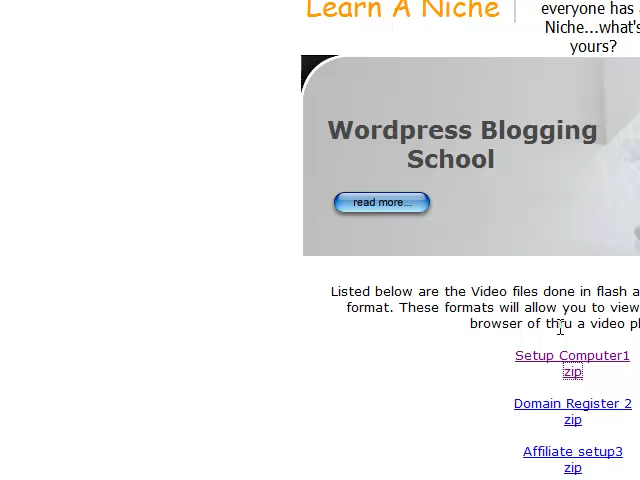 Learn A Niche
everyone has
Niche...what's
yours?
Wordpress Blogging
School
read more...
Listed below are the Video files done in flash a
format. These formats will allow you to view
browser of thru a video pl
Setup Computer1
zip
Domain Register 2
zip
Affiliate setup3
zip